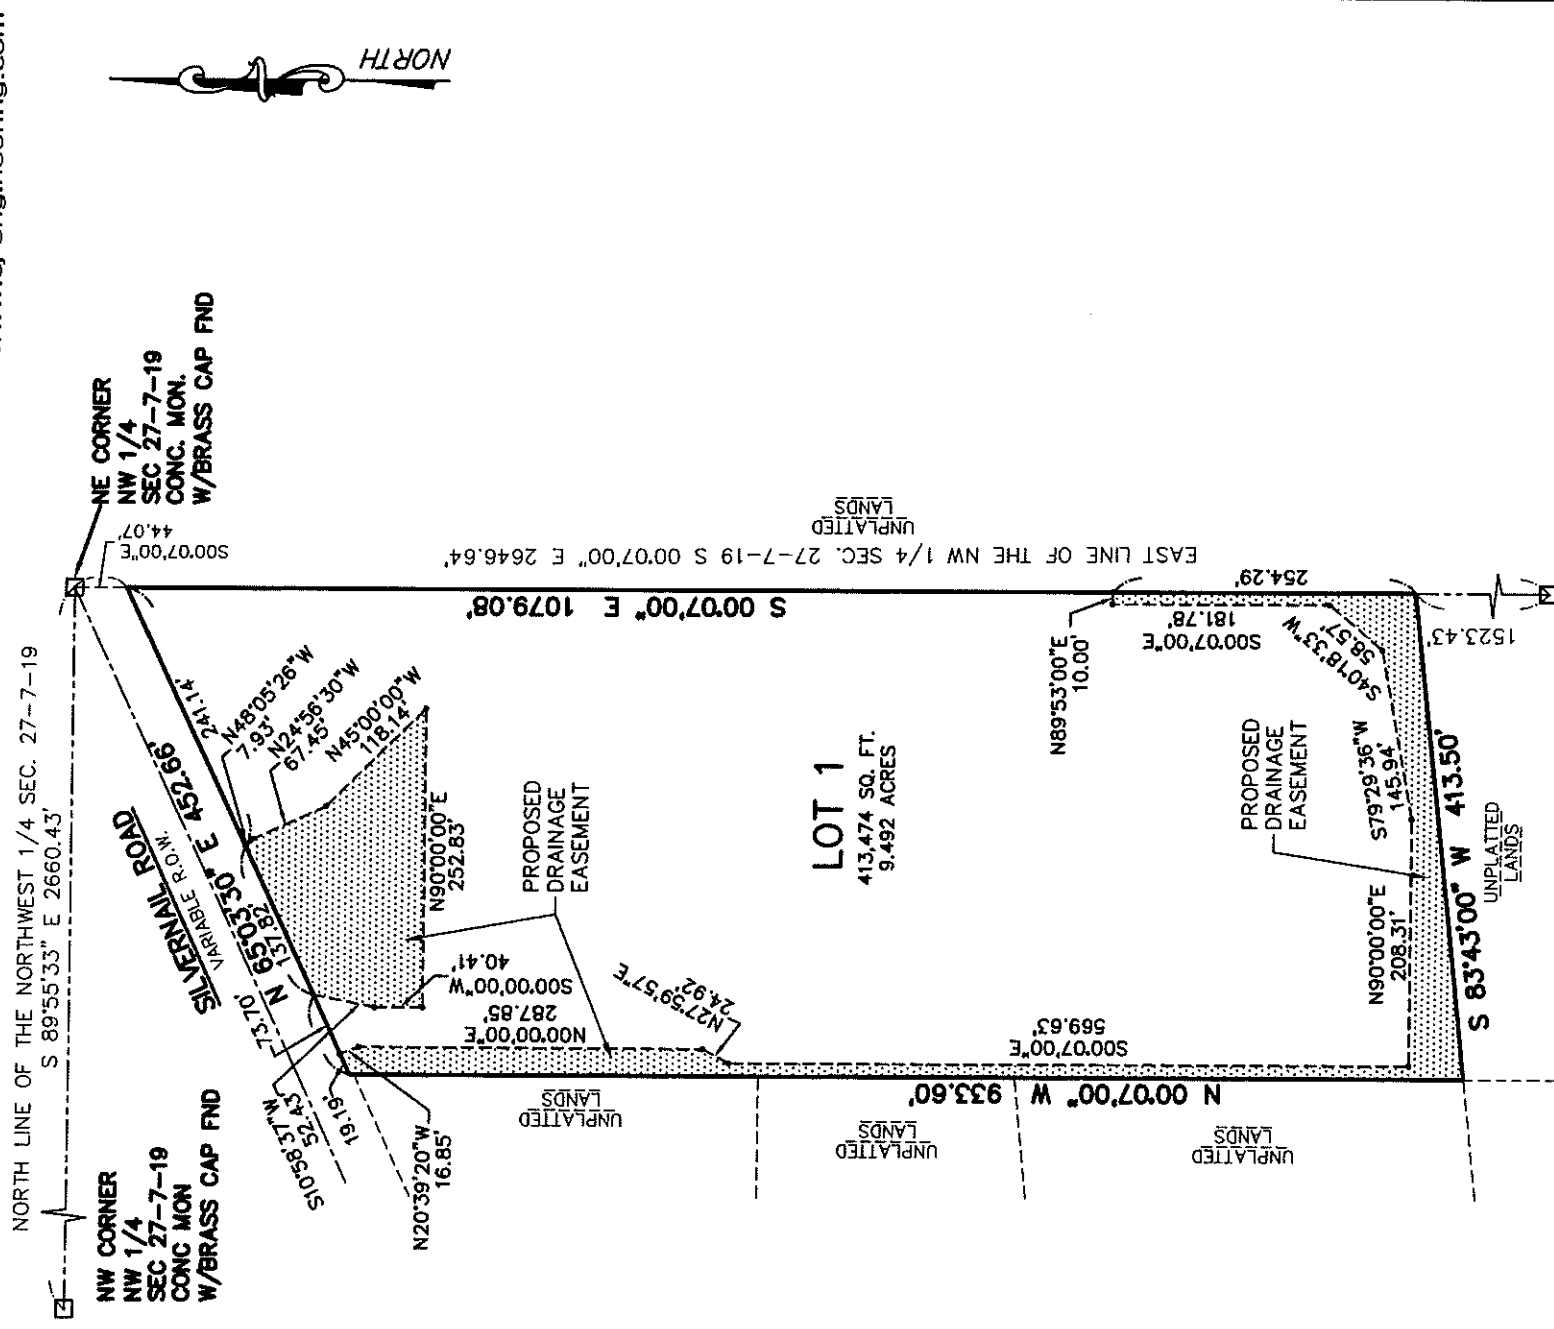 NORTH
NORTH LINE OF THE NORTHWEST 1/4 SEC. 27-7-19
S 89°55'33" E 2660.43'
NE CORNER
NW 1/4
SEC 27-7-19
CONC. MON.
W/BRASS CAP FND
S00°07'00"E
44.07'
NW CORNER
NW 1/4
SEC 27-7-19
CONC MON
W/BRASS CAP FND
SILVERNAIL ROAD
VARIABLE R.O.W.
N 65°03'30" E 452.66'
241.14'
137.82'
73.70'
19.19'
S10°58'37"W
52.43'
N20°39'20"W
16.85'
N48°05'26"W
7.93'
N24°56'30"W
67.45'
N45°00'00"W
118.14'
N90°00'00"E
252.83'
S00°00'00"W
40.41'
N00°00'00"E
287.85'
N27°59'57"E
24.92'
PROPOSED
DRAINAGE
EASEMENT
LOT 1
413,474 SQ. FT.
9.492 ACRES
S 00°07'00" E 1079.08'
EAST LINE OF THE NW 1/4 SEC. 27-7-19 S 00°07'00" E 2646.64'
UNPLATTED
LANDS
N89°53'00"E
10.00'
S00°07'00"E
181.78'
254.29'
S40°18'33"W
58.57'
S79°29'36"W
145.94'
N90°00'00"E
208.31'
PROPOSED
DRAINAGE
EASEMENT
S00°07'00"E
569.63'
N 00°07'00" W 933.60'
UNPLATTED
LANDS
UNPLATTED
LANDS
UNPLATTED
LANDS
S 83°43'00" W 413.50'
UNPLATTED
LANDS
1523.43'